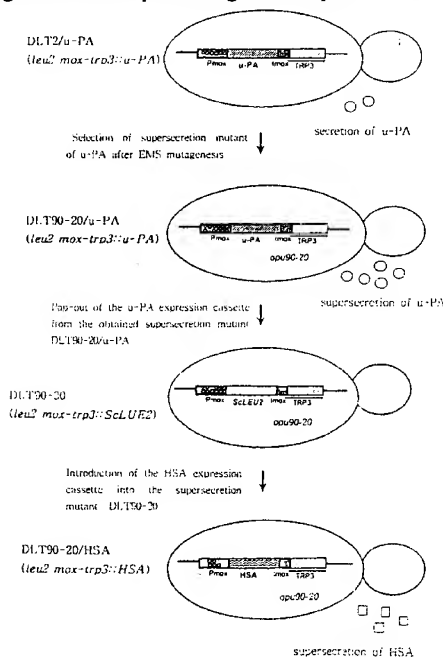 DLT2/u-PA
(leu2 mox-trp3::u-PA)
Pmox u-PA tmox TRP3
secretion of u-PA
Selection of supersecretion mutant
of u-PA after EMS mutagenesis
DLT90-20/u-PA
(leu2 mox-trp3::u-PA)
Pmox u-PA tmox TRP3
opu90-20
supersecretion of u-PA
Pop-out of the u-PA expression cassette
from the obtained supersecretion mutant
DLT90-20/u-PA
DLT90-20
(leu2 mox-trp3::ScLUE2)
Pmox ScLEU2 tmox TRP3
opu90-20
Introduction of the HSA expression
cassette into the supersecretion
mutant DLT90-20
DLT90-20/HSA
(leu2 mox-trp3::HSA)
Pmox HSA tmox TRP3
opu90-20
supersecretion of HSA